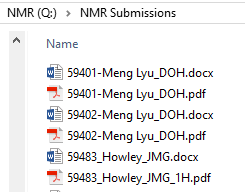 NMR (Q:) > NMR Submissions
Name
59401-Meng Lyu_DOH.docx
59401-Meng Lyu_DOH.pdf
59402-Meng Lyu_DOH.docx
59402-Meng Lyu_DOH.pdf
59483_Howley_JMG.docx
59483_Howley_JMG_1H.pdf